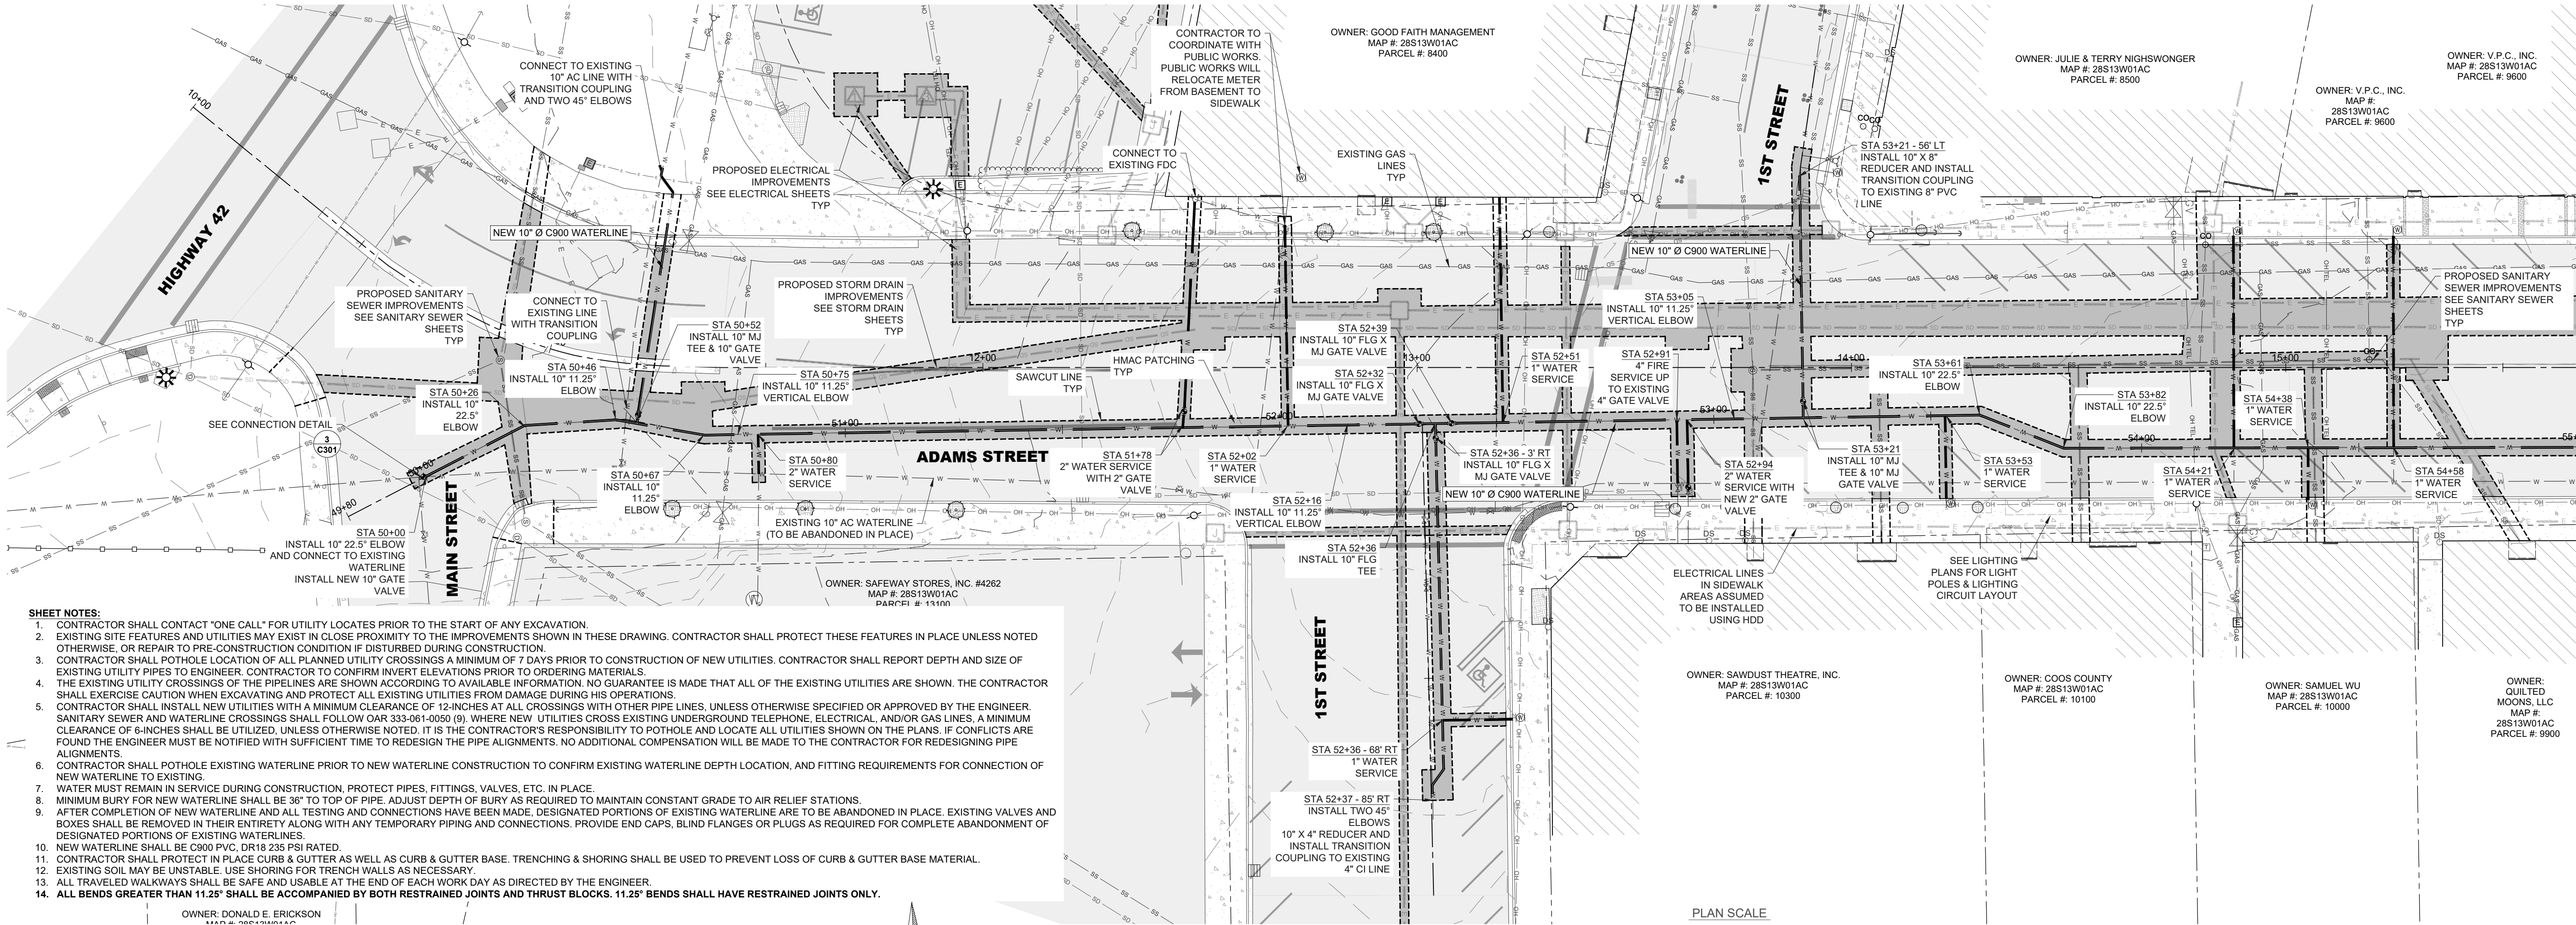 CONTRACTOR TO
COORDINATE WITH
PUBLIC WORKS.
PUBLIC WORKS WILL
RELOCATE METER
FROM BASEMENT TO
SIDEWALK
OWNER: GOOD FAITH MANAGEMENT
MAP #: 28S13W01AC
PARCEL #: 8400
OWNER: JULIE & TERRY NIGHSWONGER
MAP #: 28S13W01AC
PARCEL #: 8500
OWNER: V.P.C., INC.
MAP #: 28S13W01AC
PARCEL #: 9600
OWNER: V.P.C., INC.
MAP #:
28S13W01AC
PARCEL #: 9600
CONNECT TO EXISTING
10" AC LINE WITH
TRANSITION COUPLING
AND TWO 45° ELBOWS
10+00
HIGHWAY 42
PROPOSED ELECTRICAL
IMPROVEMENTS
SEE ELECTRICAL SHEETS
TYP
CONNECT TO
EXISTING FDC
EXISTING GAS
LINES
TYP
1ST STREET
STA 53+21 - 56' LT
INSTALL 10" X 8"
REDUCER AND INSTALL
TRANSITION COUPLING
TO EXISTING 8" PVC
LINE
NEW 10" Ø C900 WATERLINE
NEW 10" Ø C900 WATERLINE
PROPOSED SANITARY
SEWER IMPROVEMENTS
SEE SANITARY SEWER
SHEETS
TYP
CONNECT TO
EXISTING LINE
WITH TRANSITION
COUPLING
STA 50+52
INSTALL 10" MJ
TEE & 10" GATE
VALVE
PROPOSED STORM DRAIN
IMPROVEMENTS
SEE STORM DRAIN
SHEETS
TYP
STA 52+39
INSTALL 10" FLG X
MJ GATE VALVE
STA 53+05
INSTALL 10" 11.25°
VERTICAL ELBOW
PROPOSED SANITARY
SEWER IMPROVEMENTS
SEE SANITARY SEWER
SHEETS
TYP
STA 50+46
INSTALL 10" 11.25°
ELBOW
STA 50+75
INSTALL 10" 11.25°
VERTICAL ELBOW
12+00
SAWCUT LINE
TYP
HMAC PATCHING
TYP
STA 52+32
INSTALL 10" FLG X
MJ GATE VALVE
13+00
STA 52+51
1" WATER
SERVICE
STA 52+91
4" FIRE
SERVICE UP
TO EXISTING
4" GATE VALVE
14+00
STA 53+61
INSTALL 10" 22.5°
ELBOW
15+00
STA 50+26
INSTALL 10"
22.5°
ELBOW
STA 53+82
INSTALL 10" 22.5°
ELBOW
STA 54+38
1" WATER
SERVICE
SEE CONNECTION DETAIL
3
C301
50+00
51+00
52+00
53+00
54+00
49+80
STA 50+67
INSTALL 10"
11.25°
ELBOW
STA 50+80
2" WATER
SERVICE
ADAMS STREET
STA 51+78
2" WATER SERVICE
WITH 2" GATE
VALVE
STA 52+02
1" WATER
SERVICE
STA 52+36 - 3' RT
INSTALL 10" FLG X
MJ GATE VALVE
NEW 10" Ø C900 WATERLINE
STA 52+94
2" WATER
SERVICE WITH
NEW 2" GATE
VALVE
STA 53+21
INSTALL 10" MJ
TEE & 10" MJ
GATE VALVE
STA 53+53
1" WATER
SERVICE
STA 54+21
1" WATER
SERVICE
STA 54+58
1" WATER
SERVICE
STA 52+16
INSTALL 10" 11.25°
VERTICAL ELBOW
EXISTING 10" AC WATERLINE
(TO BE ABANDONED IN PLACE)
STA 50+00
INSTALL 10" 22.5° ELBOW
AND CONNECT TO EXISTING
WATERLINE
INSTALL NEW 10" GATE
VALVE
MAIN STREET
STA 52+36
INSTALL 10" FLG
TEE
ELECTRICAL LINES
IN SIDEWALK
AREAS ASSUMED
TO BE INSTALLED
USING HDD
SEE LIGHTING
PLANS FOR LIGHT
POLES & LIGHTING
CIRCUIT LAYOUT
OWNER: SAFEWAY STORES, INC. #4262
MAP #: 28S13W01AC
PARCEL #: 13100
1ST STREET
OWNER: SAWDUST THEATRE, INC.
MAP #: 28S13W01AC
PARCEL #: 10300
OWNER: COOS COUNTY
MAP #: 28S13W01AC
PARCEL #: 10100
OWNER: SAMUEL WU
MAP #: 28S13W01AC
PARCEL #: 10000
OWNER:
QUILTED
MOONS, LLC
MAP #:
28S13W01AC
PARCEL #: 9900
STA 52+36 - 68' RT
1" WATER
SERVICE
STA 52+37 - 85' RT
INSTALL TWO 45°
ELBOWS
10" X 4" REDUCER AND
INSTALL TRANSITION
COUPLING TO EXISTING
4" CI LINE
SHEET NOTES:
1. CONTRACTOR SHALL CONTACT "ONE CALL" FOR UTILITY LOCATES PRIOR TO THE START OF ANY EXCAVATION.
2. EXISTING SITE FEATURES AND UTILITIES MAY EXIST IN CLOSE PROXIMITY TO THE IMPROVEMENTS SHOWN IN THESE DRAWING. CONTRACTOR SHALL PROTECT THESE FEATURES IN PLACE UNLESS NOTED
OTHERWISE, OR REPAIR TO PRE-CONSTRUCTION CONDITION IF DISTURBED DURING CONSTRUCTION.
3. CONTRACTOR SHALL POTHOLE LOCATION OF ALL PLANNED UTILITY CROSSINGS A MINIMUM OF 7 DAYS PRIOR TO CONSTRUCTION OF NEW UTILITIES. CONTRACTOR SHALL REPORT DEPTH AND SIZE OF
EXISTING UTILITY PIPES TO ENGINEER. CONTRACTOR TO CONFIRM INVERT ELEVATIONS PRIOR TO ORDERING MATERIALS.
4. THE EXISTING UTILITY CROSSINGS OF THE PIPELINES ARE SHOWN ACCORDING TO AVAILABLE INFORMATION. NO GUARANTEE IS MADE THAT ALL OF THE EXISTING UTILITIES ARE SHOWN. THE CONTRACTOR
SHALL EXERCISE CAUTION WHEN EXCAVATING AND PROTECT ALL EXISTING UTILITIES FROM DAMAGE DURING HIS OPERATIONS.
5. CONTRACTOR SHALL INSTALL NEW UTILITIES WITH A MINIMUM CLEARANCE OF 12-INCHES AT ALL CROSSINGS WITH OTHER PIPE LINES, UNLESS OTHERWISE SPECIFIED OR APPROVED BY THE ENGINEER.
SANITARY SEWER AND WATERLINE CROSSINGS SHALL FOLLOW OAR 333-061-0050 (9). WHERE NEW UTILITIES CROSS EXISTING UNDERGROUND TELEPHONE, ELECTRICAL, AND/OR GAS LINES, A MINIMUM
CLEARANCE OF 6-INCHES SHALL BE UTILIZED, UNLESS OTHERWISE NOTED. IT IS THE CONTRACTOR'S RESPONSIBILITY TO POTHOLE AND LOCATE ALL UTILITIES SHOWN ON THE PLANS. IF CONFLICTS ARE
FOUND THE ENGINEER MUST BE NOTIFIED WITH SUFFICIENT TIME TO REDESIGN THE PIPE ALIGNMENTS. NO ADDITIONAL COMPENSATION WILL BE MADE TO THE CONTRACTOR FOR REDESIGNING PIPE
ALIGNMENTS.
6. CONTRACTOR SHALL POTHOLE EXISTING WATERLINE PRIOR TO NEW WATERLINE CONSTRUCTION TO CONFIRM EXISTING WATERLINE DEPTH LOCATION, AND FITTING REQUIREMENTS FOR CONNECTION OF
NEW WATERLINE TO EXISTING.
7. WATER MUST REMAIN IN SERVICE DURING CONSTRUCTION, PROTECT PIPES, FITTINGS, VALVES, ETC. IN PLACE.
8. MINIMUM BURY FOR NEW WATERLINE SHALL BE 36" TO TOP OF PIPE. ADJUST DEPTH OF BURY AS REQUIRED TO MAINTAIN CONSTANT GRADE TO AIR RELIEF STATIONS.
9. AFTER COMPLETION OF NEW WATERLINE AND ALL TESTING AND CONNECTIONS HAVE BEEN MADE, DESIGNATED PORTIONS OF EXISTING WATERLINE ARE TO BE ABANDONED IN PLACE. EXISTING VALVES AND
BOXES SHALL BE REMOVED IN THEIR ENTIRETY ALONG WITH ANY TEMPORARY PIPING AND CONNECTIONS. PROVIDE END CAPS, BLIND FLANGES OR PLUGS AS REQUIRED FOR COMPLETE ABANDONMENT OF
DESIGNATED PORTIONS OF EXISTING WATERLINES.
10. NEW WATERLINE SHALL BE C900 PVC, DR18 235 PSI RATED.
11. CONTRACTOR SHALL PROTECT IN PLACE CURB & GUTTER AS WELL AS CURB & GUTTER BASE. TRENCHING & SHORING SHALL BE USED TO PREVENT LOSS OF CURB & GUTTER BASE MATERIAL.
12. EXISTING SOIL MAY BE UNSTABLE. USE SHORING FOR TRENCH WALLS AS NECESSARY.
13. ALL TRAVELED WALKWAYS SHALL BE SAFE AND USABLE AT THE END OF EACH WORK DAY AS DIRECTED BY THE ENGINEER.
14. ALL BENDS GREATER THAN 11.25° SHALL BE ACCOMPANIED BY BOTH RESTRAINED JOINTS AND THRUST BLOCKS. 11.25° BENDS SHALL HAVE RESTRAINED JOINTS ONLY.
OWNER: DONALD E. ERICKSON
MAP #: 28S13W01AC
PLAN SCALE